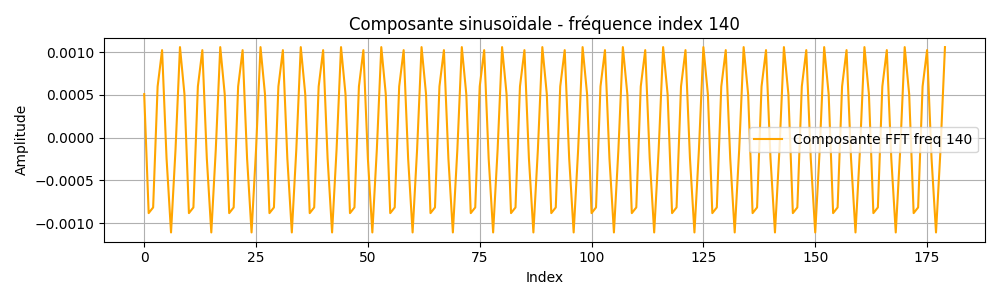 Composante sinusoïdale - fréquence index 140
Amplitude
0.0010
0.0005
0.0000
−0.0005
−0.0010
Composante FFT freq 140
0 25 50 75 100 125 150 175
Index